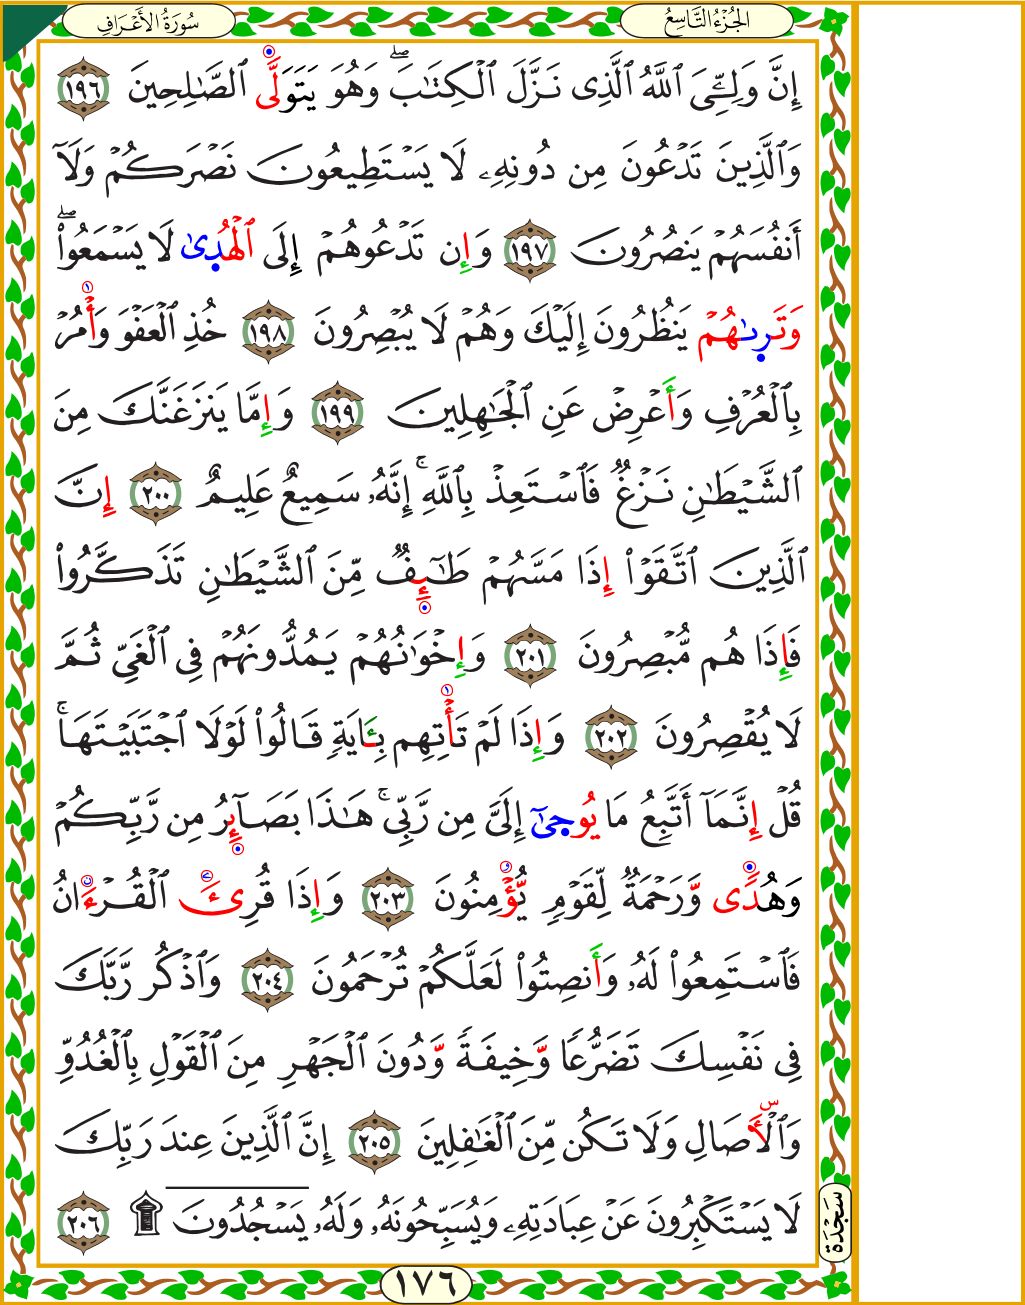 سُورَةُ الأَعْرَافِ
الجُزْءُ التَّاسِعُ
إِنَّ وَلِـِّۧىَ ٱللَّهُ ٱلَّذِى نَزَّلَ ٱلْكِتَـٰبَ ۖ وَهُوَ يَتَوَلَّى ٱلصَّـٰلِحِينَ ١٩٦
وَٱلَّذِينَ تَدْعُونَ مِن دُونِهِۦ لَا يَسْتَطِيعُونَ نَصْرَكُمْ وَلَآ
أَنفُسَهُمْ يَنصُرُونَ ١٩٧ وَإِن تَدْعُوهُمْ إِلَى ٱلْهُدِىٰ لَا يَسْمَعُوا۟ ۖ
وَتَرِىٰهُمْ يَنظُرُونَ إِلَيْكَ وَهُمْ لَا يُبْصِرُونَ ١٩٨ خُذِ ٱلْعَفْوَ وَأْمُرْ
بِٱلْعُرْفِ وَأَعْرِضْ عَنِ ٱلْجَـٰهِلِينَ ١٩٩ وَإِمَّا يَنزَغَنَّكَ مِنَ
ٱلشَّيْطَـٰنِ نَزْغٌ فَٱسْتَعِذْ بِٱللَّهِ ۚ إِنَّهُۥ سَمِيعٌ عَلِيمٌ ٢٠٠ إِنَّ
ٱلَّذِينَ ٱتَّقَوْا۟ إِذَا مَسَّهُمْ طَـٰٓئِفٌ مِّنَ ٱلشَّيْطَـٰنِ تَذَكَّرُوا۟
فَإِذَا هُم مُّبْصِرُونَ ٢٠١ وَإِخْوَٰنُهُمْ يَمُدُّونَهُمْ فِى ٱلْغَىِّ ثُمَّ
لَا يُقْصِرُونَ ٢٠٢ وَإِذَا لَمْ تَأْتِهِم بِـَٔايَةٍ قَالُوا۟ لَوْلَا ٱجْتَبَيْتَهَا ۚ
قُلْ إِنَّمَآ أَتَّبِعُ مَا يُوحِىٰٓ إِلَىَّ مِن رَّبِّى ۚ هَـٰذَا بَصَآئِرُ مِن رَّبِّكُمْ
وَهُدًى وَرَحْمَةٌ لِّقَوْمٍ يُؤْمِنُونَ ٢٠٣ وَإِذَا قُرِئَ ٱلْقُرْءَانُ
فَٱسْتَمِعُوا۟ لَهُۥ وَأَنصِتُوا۟ لَعَلَّكُمْ تُرْحَمُونَ ٢٠٤ وَٱذْكُر رَّبَّكَ
فِى نَفْسِكَ تَضَرُّعًا وَخِيفَةً وَدُونَ ٱلْجَهْرِ مِنَ ٱلْقَوْلِ بِٱلْغُدُوِّ
وَٱلْأَصَالِ وَلَا تَكُن مِّنَ ٱلْغَـٰفِلِينَ ٢٠٥ إِنَّ ٱلَّذِينَ عِندَ رَبِّكَ
لَا يَسْتَكْبِرُونَ عَنْ عِبَادَتِهِۦ وَيُسَبِّحُونَهُۥ وَلَهُۥ يَسْجُدُونَ ۩ ٢٠٦
سَجْدَة
١٧٦